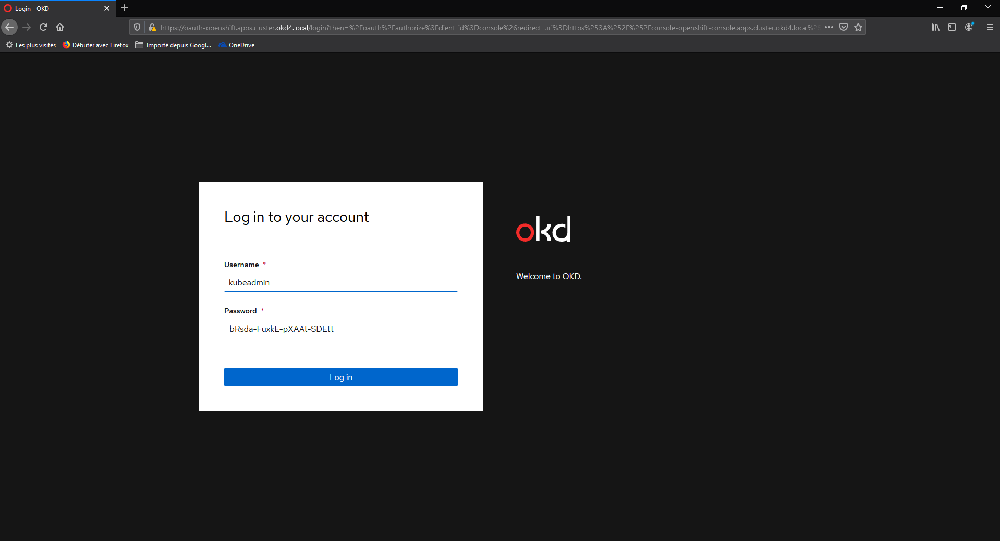 Login - OKD
https://oauth-openshift.apps.cluster.okd4.local/login?then=%2Foauth%2Fauthorize%3Fclient_id%3Dconsole%26redirect_uri%3Dhttps%253A%252F%252Fconsole-openshift-console.apps.cluster.okd4.local%25
Les plus visités Débuter avec Firefox Importé depuis Googl... OneDrive
Log in to your account
okd
Username *
kubeadmin
Welcome to OKD.
Password *
bRsda-FuxkE-pXAAt-SDEtt
Log in